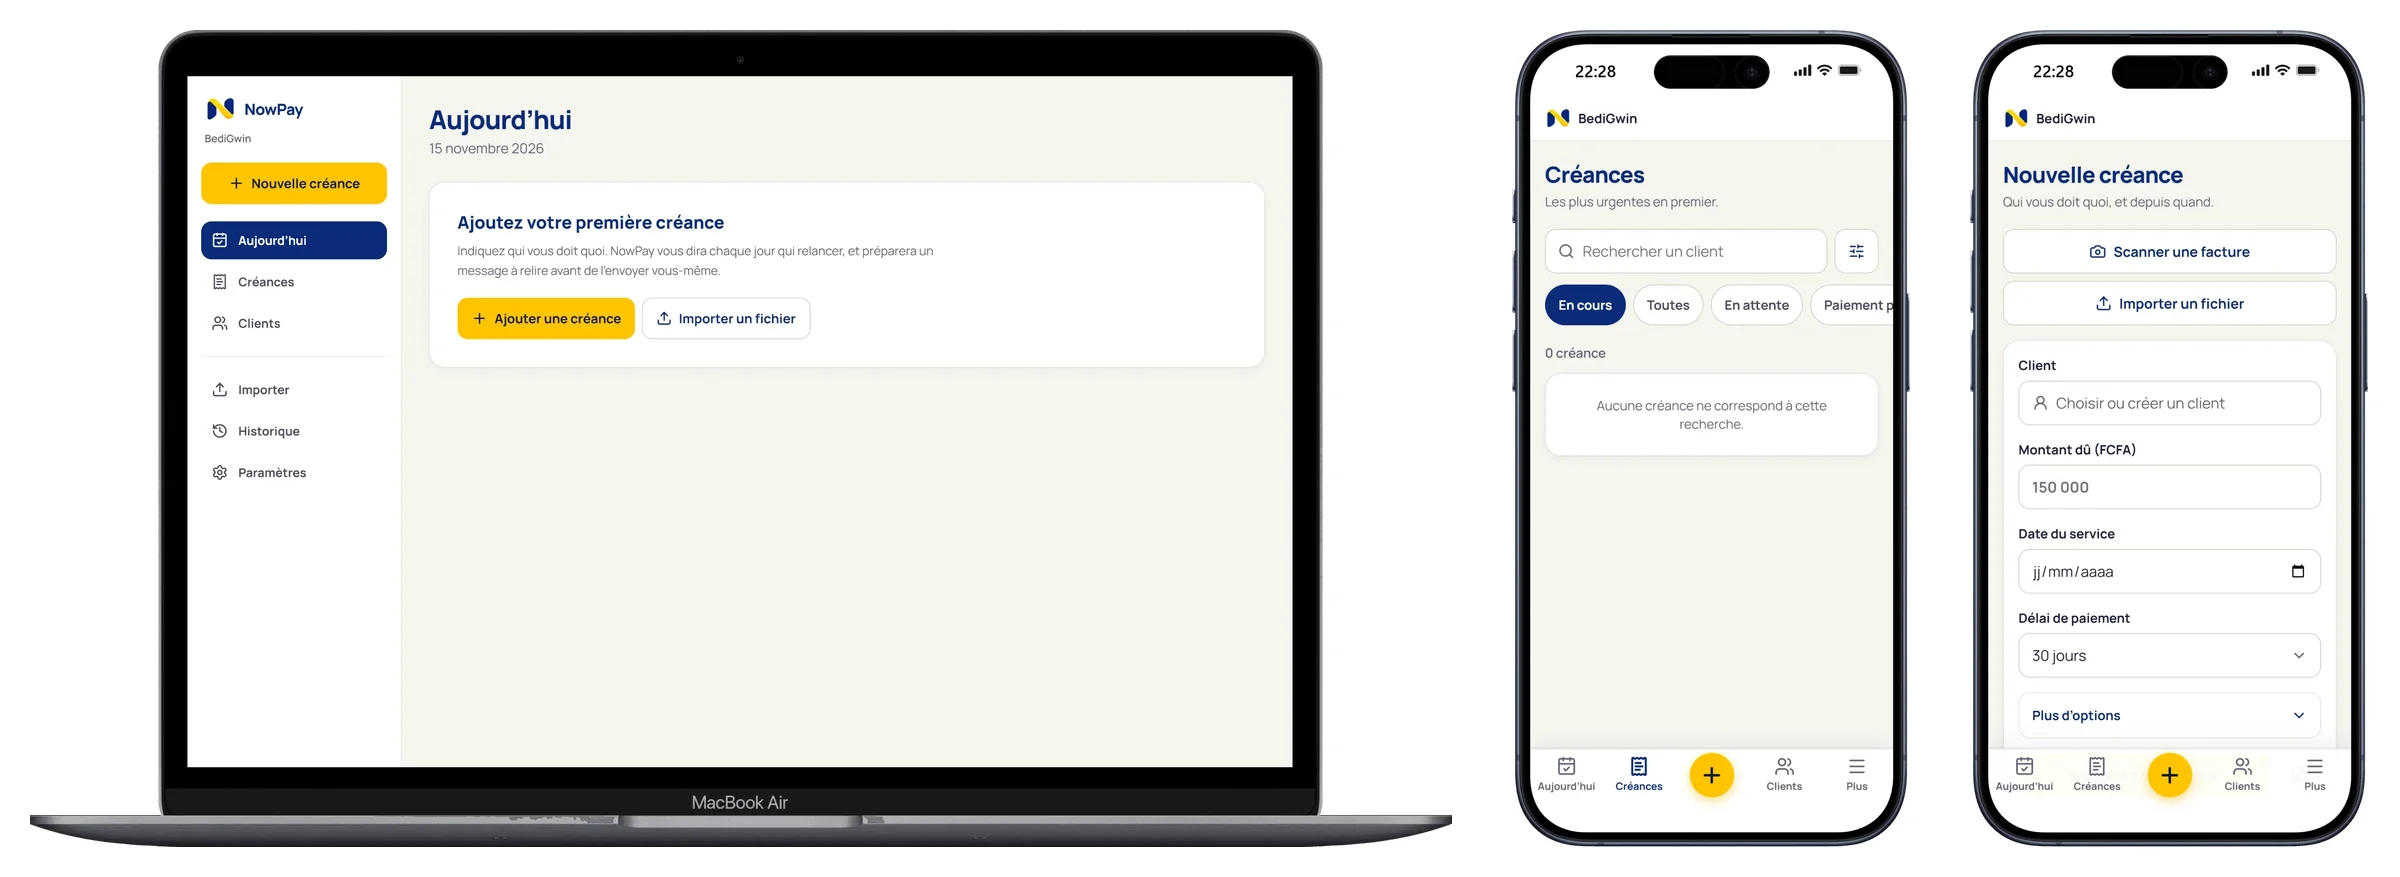 NowPay
BediGwin
Nouvelle créance
Aujourd'hui
Créances
Clients
Importer
Historique
Paramètres
Aujourd'hui
15 novembre 2026
Ajoutez votre première créance
Indiquez qui vous doit quoi. NowPay vous dira chaque jour qui relancer, et préparera un
message à relire avant de l'envoyer vous-même.
Ajouter une créance
Importer un fichier
MacBook Air
22:28
BediGwin
Créances
Les plus urgentes en premier.
Rechercher un client
En cours
Toutes
En attente
Paiement p
0 créance
Aucune créance ne correspond à cette
recherche.
Aujourd'hui
Créances
Clients
Plus
22:28
BediGwin
Nouvelle créance
Qui vous doit quoi, et depuis quand.
Scanner une facture
Importer un fichier
Client
Choisir ou créer un client
Montant dû (FCFA)
150 000
Date du service
jj/mm/aaaa
Délai de paiement
30 jours
Plus d'options
Aujourd'hui
Créances
Clients
Plus